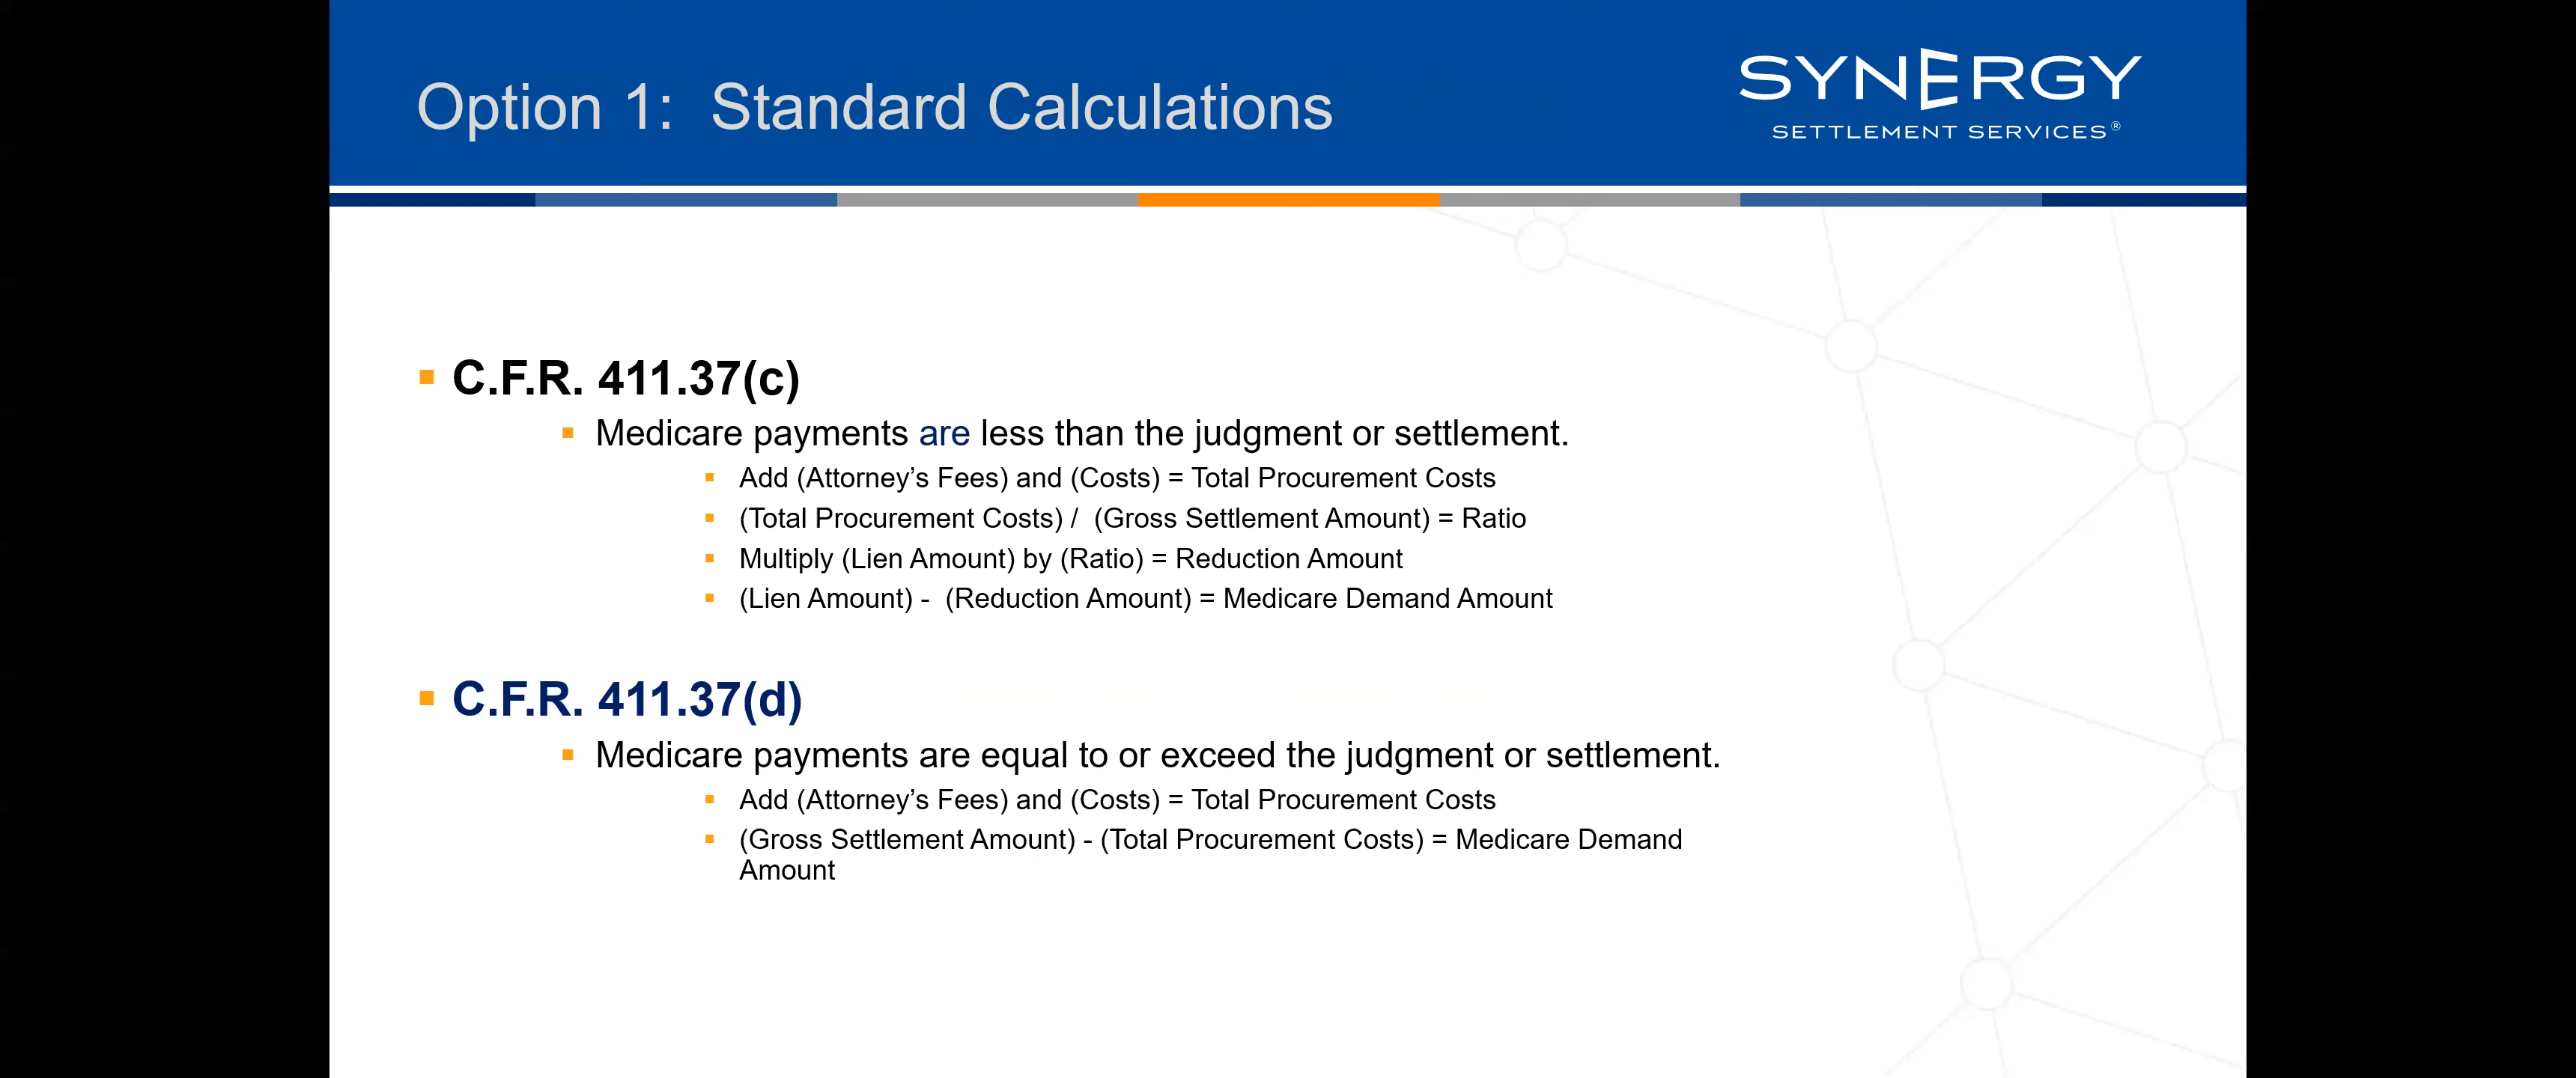 Option 1:  Standard Calculations
SYNERGY
SETTLEMENT SERVICES®
▪ C.F.R. 411.37(c)
▪ Medicare payments are less than the judgment or settlement.
▪ Add (Attorney’s Fees) and (Costs) = Total Procurement Costs
▪ (Total Procurement Costs) /  (Gross Settlement Amount) = Ratio
▪ Multiply (Lien Amount) by (Ratio) = Reduction Amount
▪ (Lien Amount) -  (Reduction Amount) = Medicare Demand Amount
▪ C.F.R. 411.37(d)
▪ Medicare payments are equal to or exceed the judgment or settlement.
▪ Add (Attorney’s Fees) and (Costs) = Total Procurement Costs
▪ (Gross Settlement Amount) - (Total Procurement Costs) = Medicare Demand
Amount